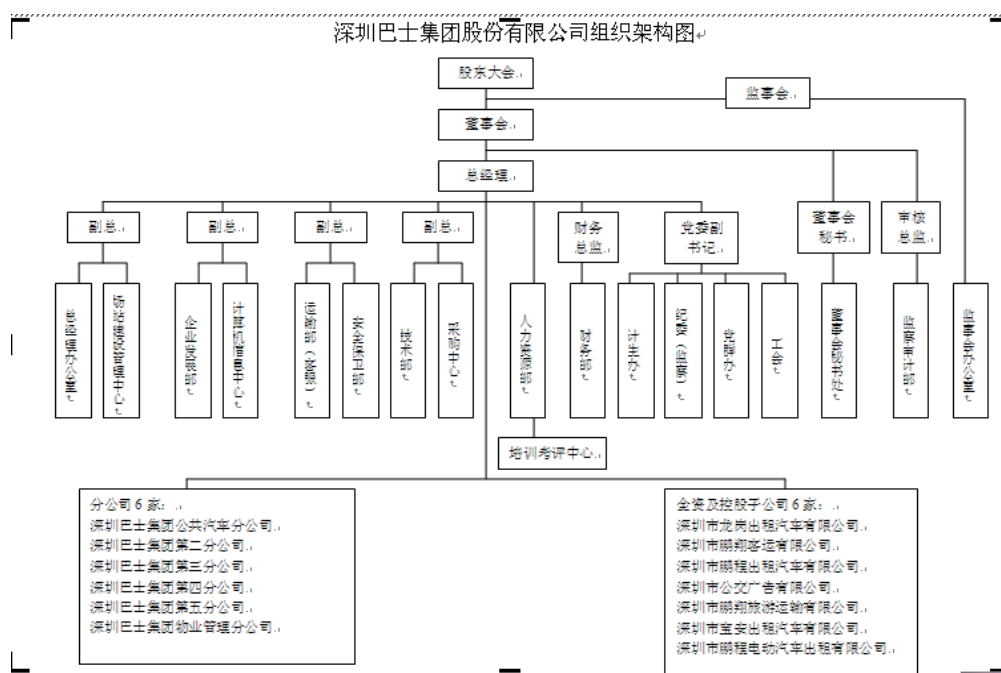 深圳巴士集团股份有限公司组织架构图
股东大会
监事会
董事会
总经理
副总
副总
副总
副总
财务
总监
党委副
书记
董事会
秘书
审核
总监
总经理办公室
场站建设管理中心
企业发展部
计算机信息中心
运输部（客服）
安全保卫部
技术部
采购中心
人力资源部
财务部
计生办
纪委（监察）
党群办
工会
董事会秘书处
监察审计部
监事会办公室
培训考评中心
分公司6家：
深圳巴士集团公共汽车分公司
深圳巴士集团第二分公司
深圳巴士集团第三分公司
深圳巴士集团第四分公司
深圳巴士集团第五分公司
深圳巴士集团物业管理分公司
全资及控股子公司6家：
深圳市龙岗出租汽车有限公司
深圳市鹏翔客运有限公司
深圳市鹏程出租汽车有限公司
深圳市公交广告有限公司
深圳市鹏翔旅游运输有限公司
深圳市宝安出租汽车有限公司
深圳市鹏程电动汽车出租有限公司